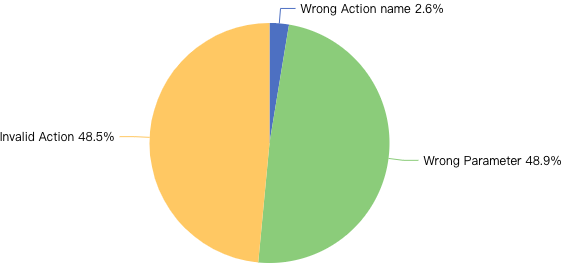 Wrong Action name 2.6%
Invalid Action 48.5%
Wrong Parameter 48.9%